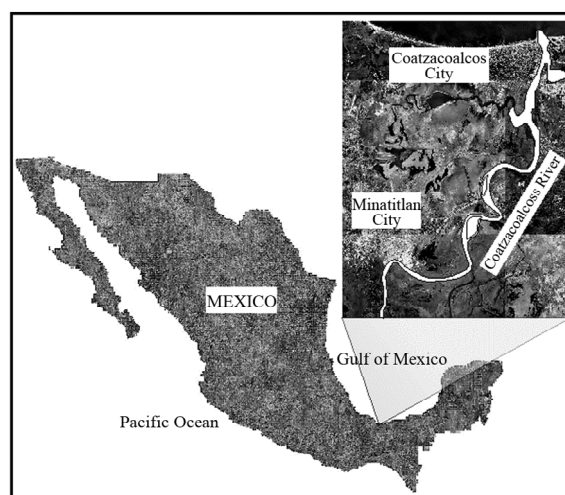 Coatzacoalcos
City
Minatitlan
City
Coatzacoalcoss River
MEXICO
Gulf of Mexico
Pacific Ocean